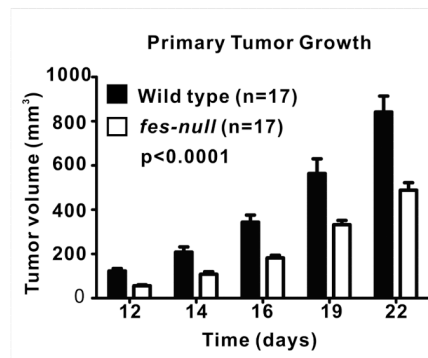 Primary Tumor Growth
Tumor volume (mm³)
1000
800
600
400
200
0
Wild type (n=17)
fes-null (n=17)
p<0.0001
12 14 16 19 22
Time (days)